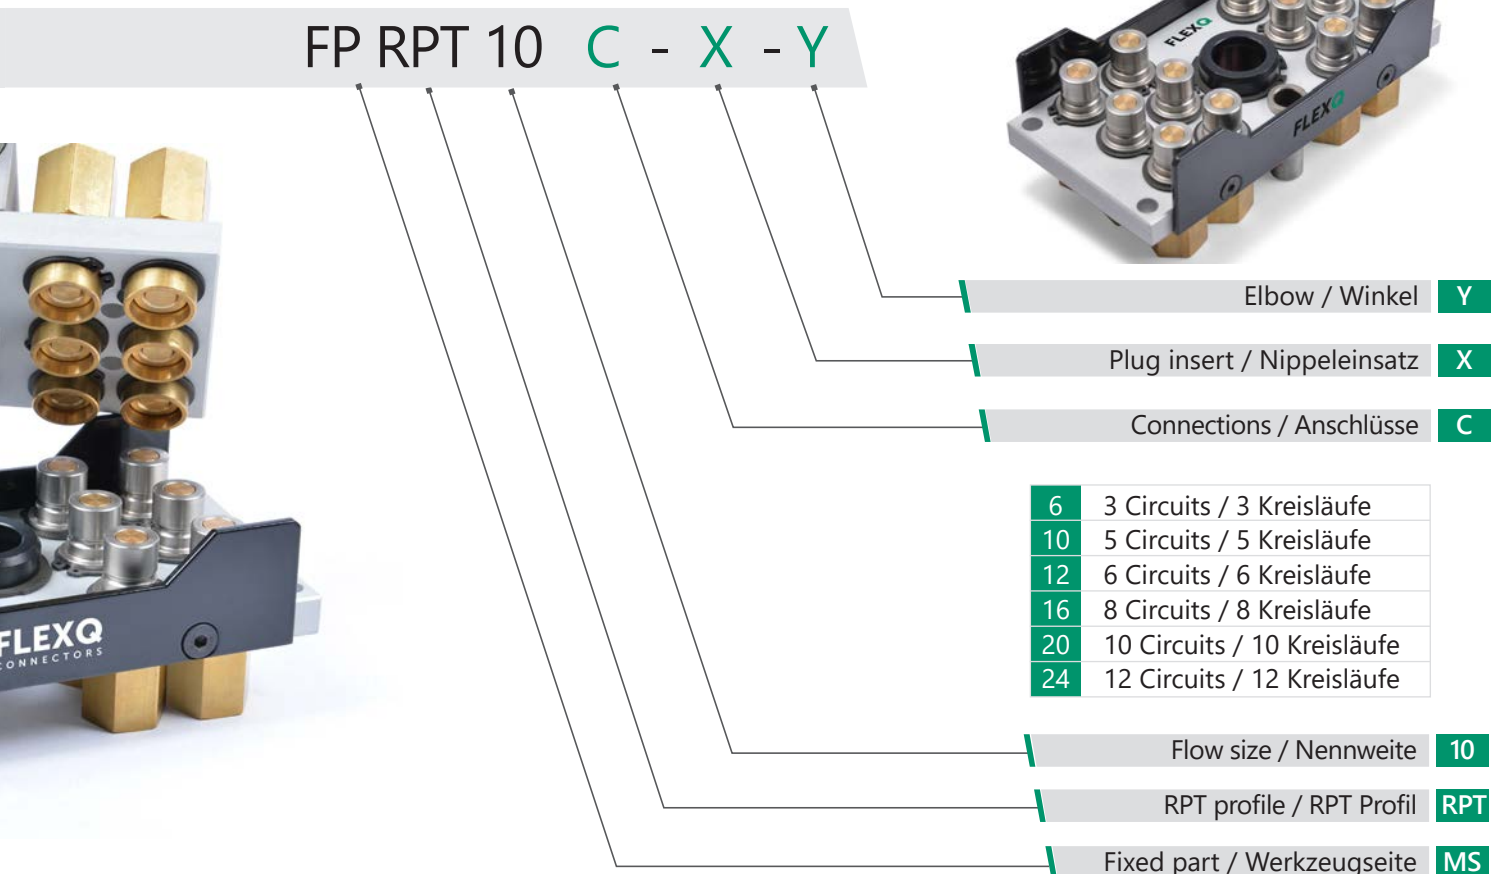 FP RPT 10 C - X - Y
FLEXQ
FLEXQ
Elbow / Winkel Y
Plug insert / Nippeleinsatz X
Connections / Anschlüsse C
6 3 Circuits / 3 Kreisläufe
10 5 Circuits / 5 Kreisläufe
12 6 Circuits / 6 Kreisläufe
16 8 Circuits / 8 Kreisläufe
20 10 Circuits / 10 Kreisläufe
24 12 Circuits / 12 Kreisläufe
FLEXQ
CONNECTORS
Flow size / Nennweite 10
RPT profile / RPT Profil RPT
Fixed part / Werkzeugseite MS